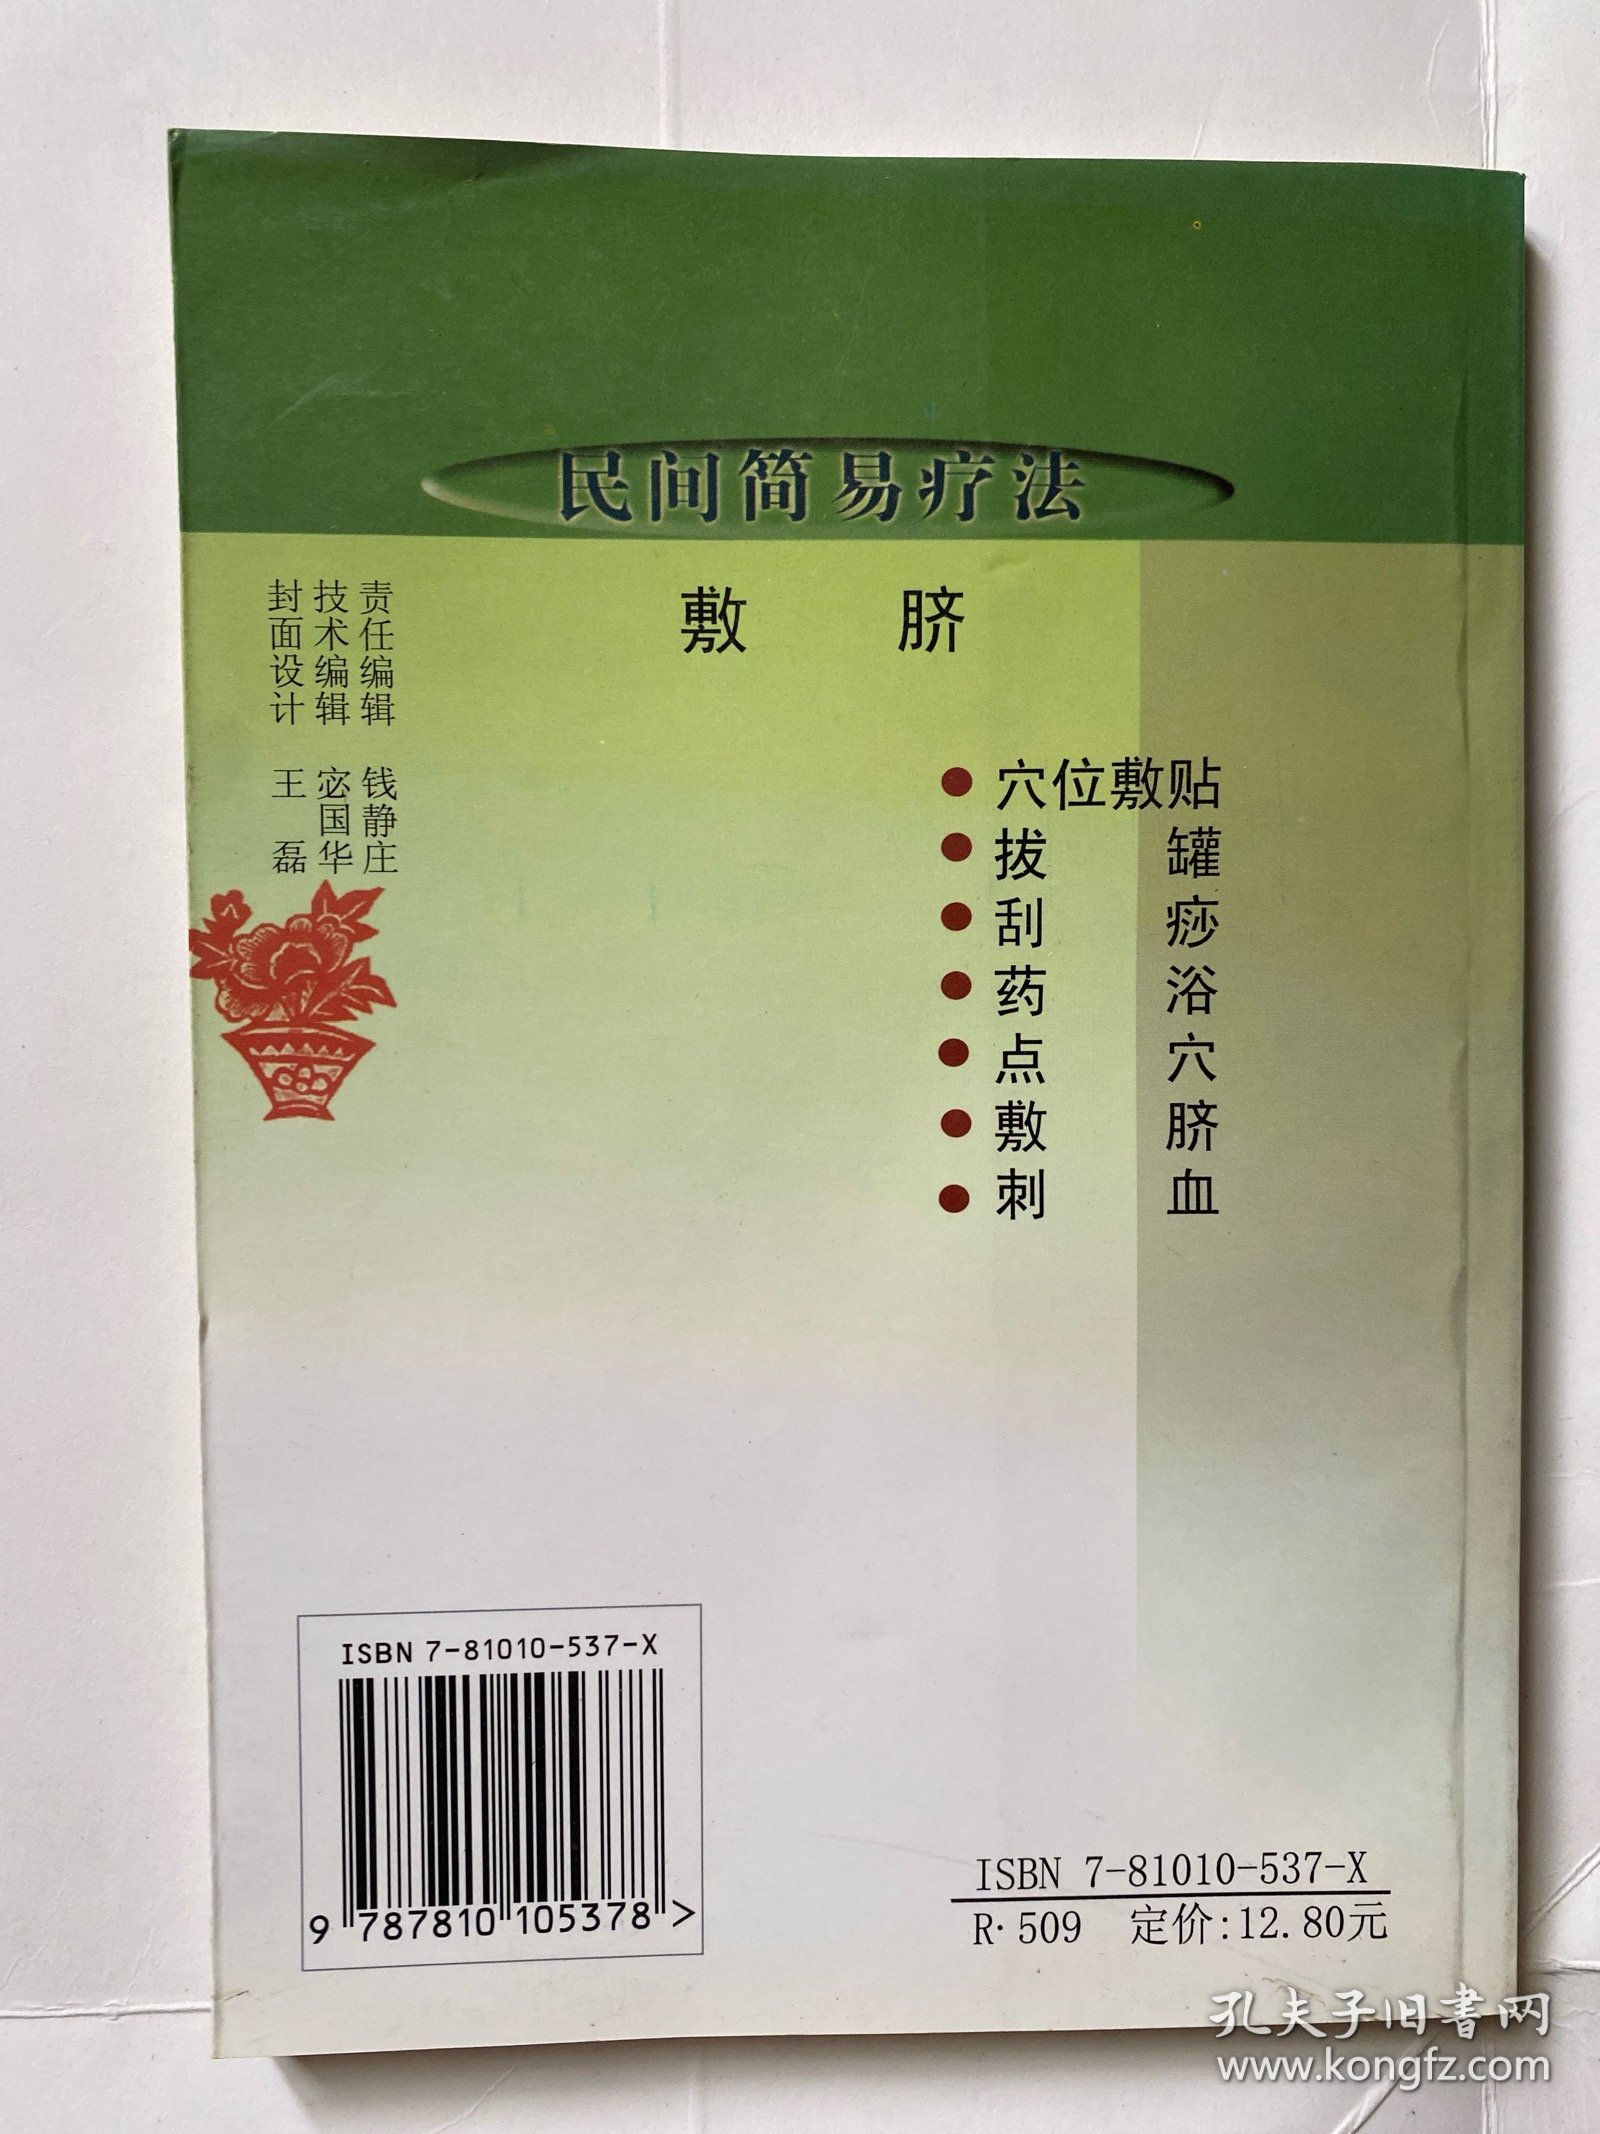 民间简易疗法
敷 脐
责任编辑 钱静庄
技术编辑 宓国华
封面设计 王 磊
● 穴位敷贴
● 拔 罐
● 刮 痧
● 药 浴
● 点 穴
● 敷 脐
● 刺 血
ISBN 7-81010-537-X
9 787810 105378 >
ISBN 7-81010-537-X
R·509 定价:12.80元
孔夫子旧书网
www.kongfz.com